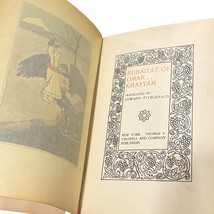 RUBAIYAT OF
OMAR
KHAYYAM
TRANSLATED BY
EDWARD FITZGERALD
NEW YORK THOMAS Y.
CROWELL AND COMPANY
PUBLISHERS